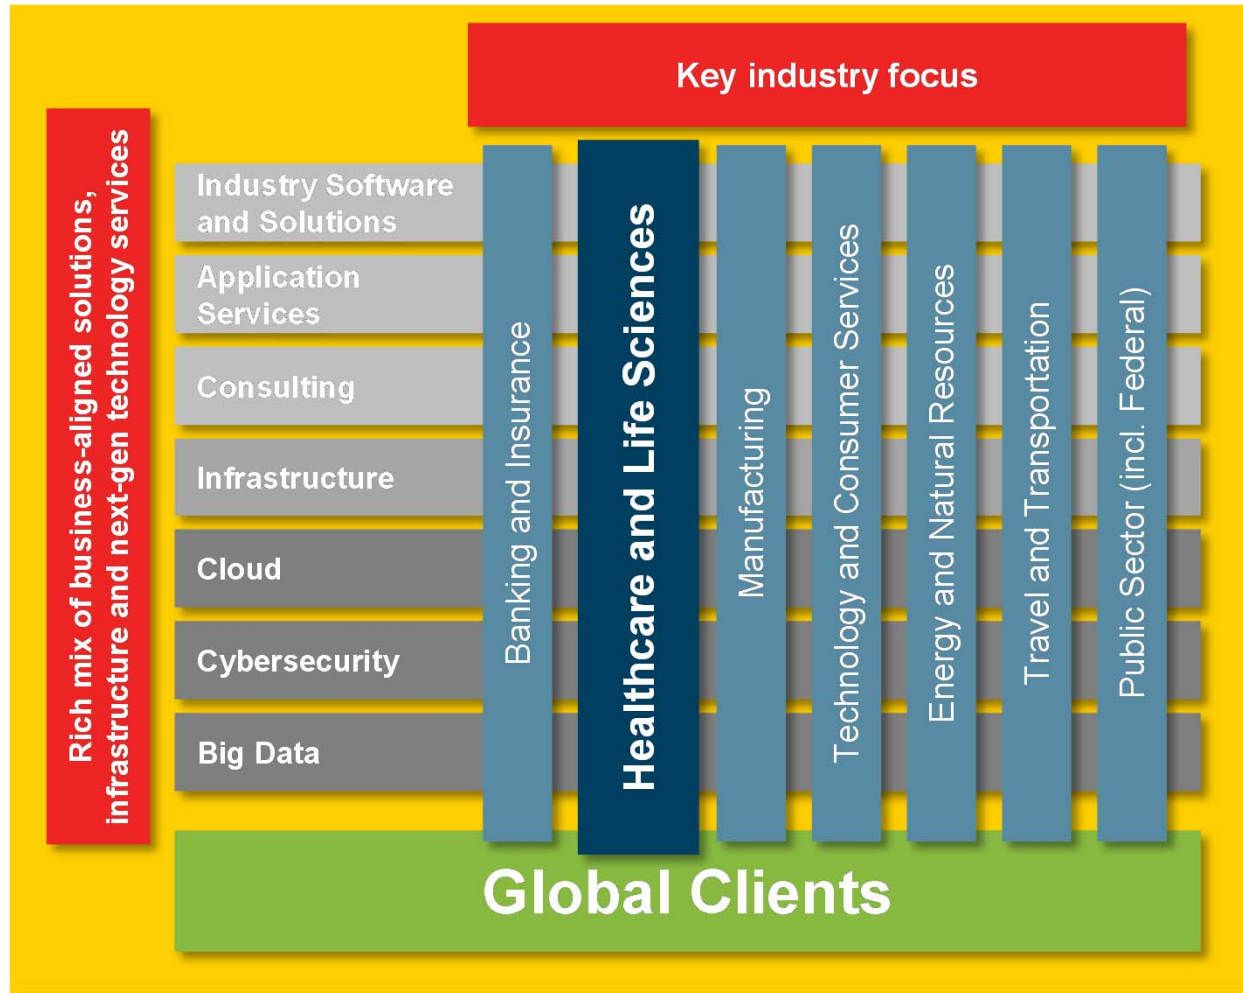 Key industry focus
Rich mix of business-aligned solutions,
infrastructure and next-gen technology services
Industry Software
and Solutions
Application
Services
Consulting
Infrastructure
Cloud
Cybersecurity
Big Data
Banking and Insurance
Healthcare and Life Sciences
Manufacturing
Technology and Consumer Services
Energy and Natural Resources
Travel and Transportation
Public Sector (incl. Federal)
Global Clients